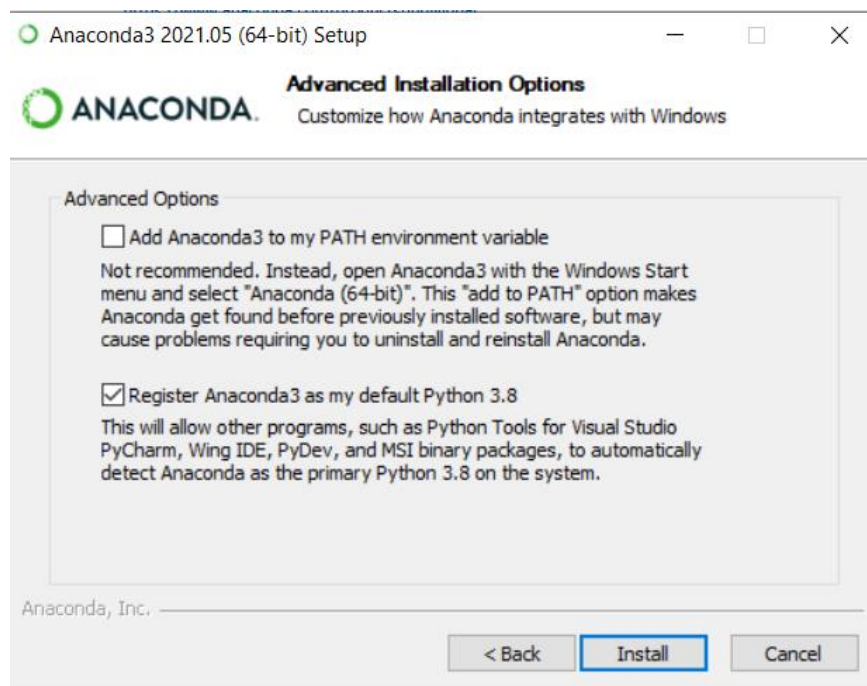 Anaconda3 2021.05 (64-bit) Setup
ANACONDA.
Advanced Installation Options
Customize how Anaconda integrates with Windows
Advanced Options
Add Anaconda3 to my PATH environment variable
Not recommended. Instead, open Anaconda3 with the Windows Start
menu and select "Anaconda (64-bit)". This "add to PATH" option makes
Anaconda get found before previously installed software, but may
cause problems requiring you to uninstall and reinstall Anaconda.
Register Anaconda3 as my default Python 3.8
This will allow other programs, such as Python Tools for Visual Studio
PyCharm, Wing IDE, PyDev, and MSI binary packages, to automatically
detect Anaconda as the primary Python 3.8 on the system.
Anaconda, Inc.
< Back
Install
Cancel